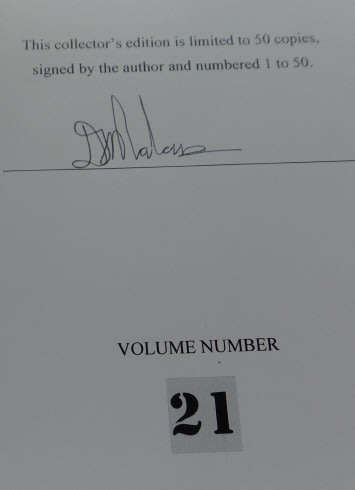 This collector's edition is limited to 50 copies,
signed by the author and numbered 1 to 50.
VOLUME NUMBER
21